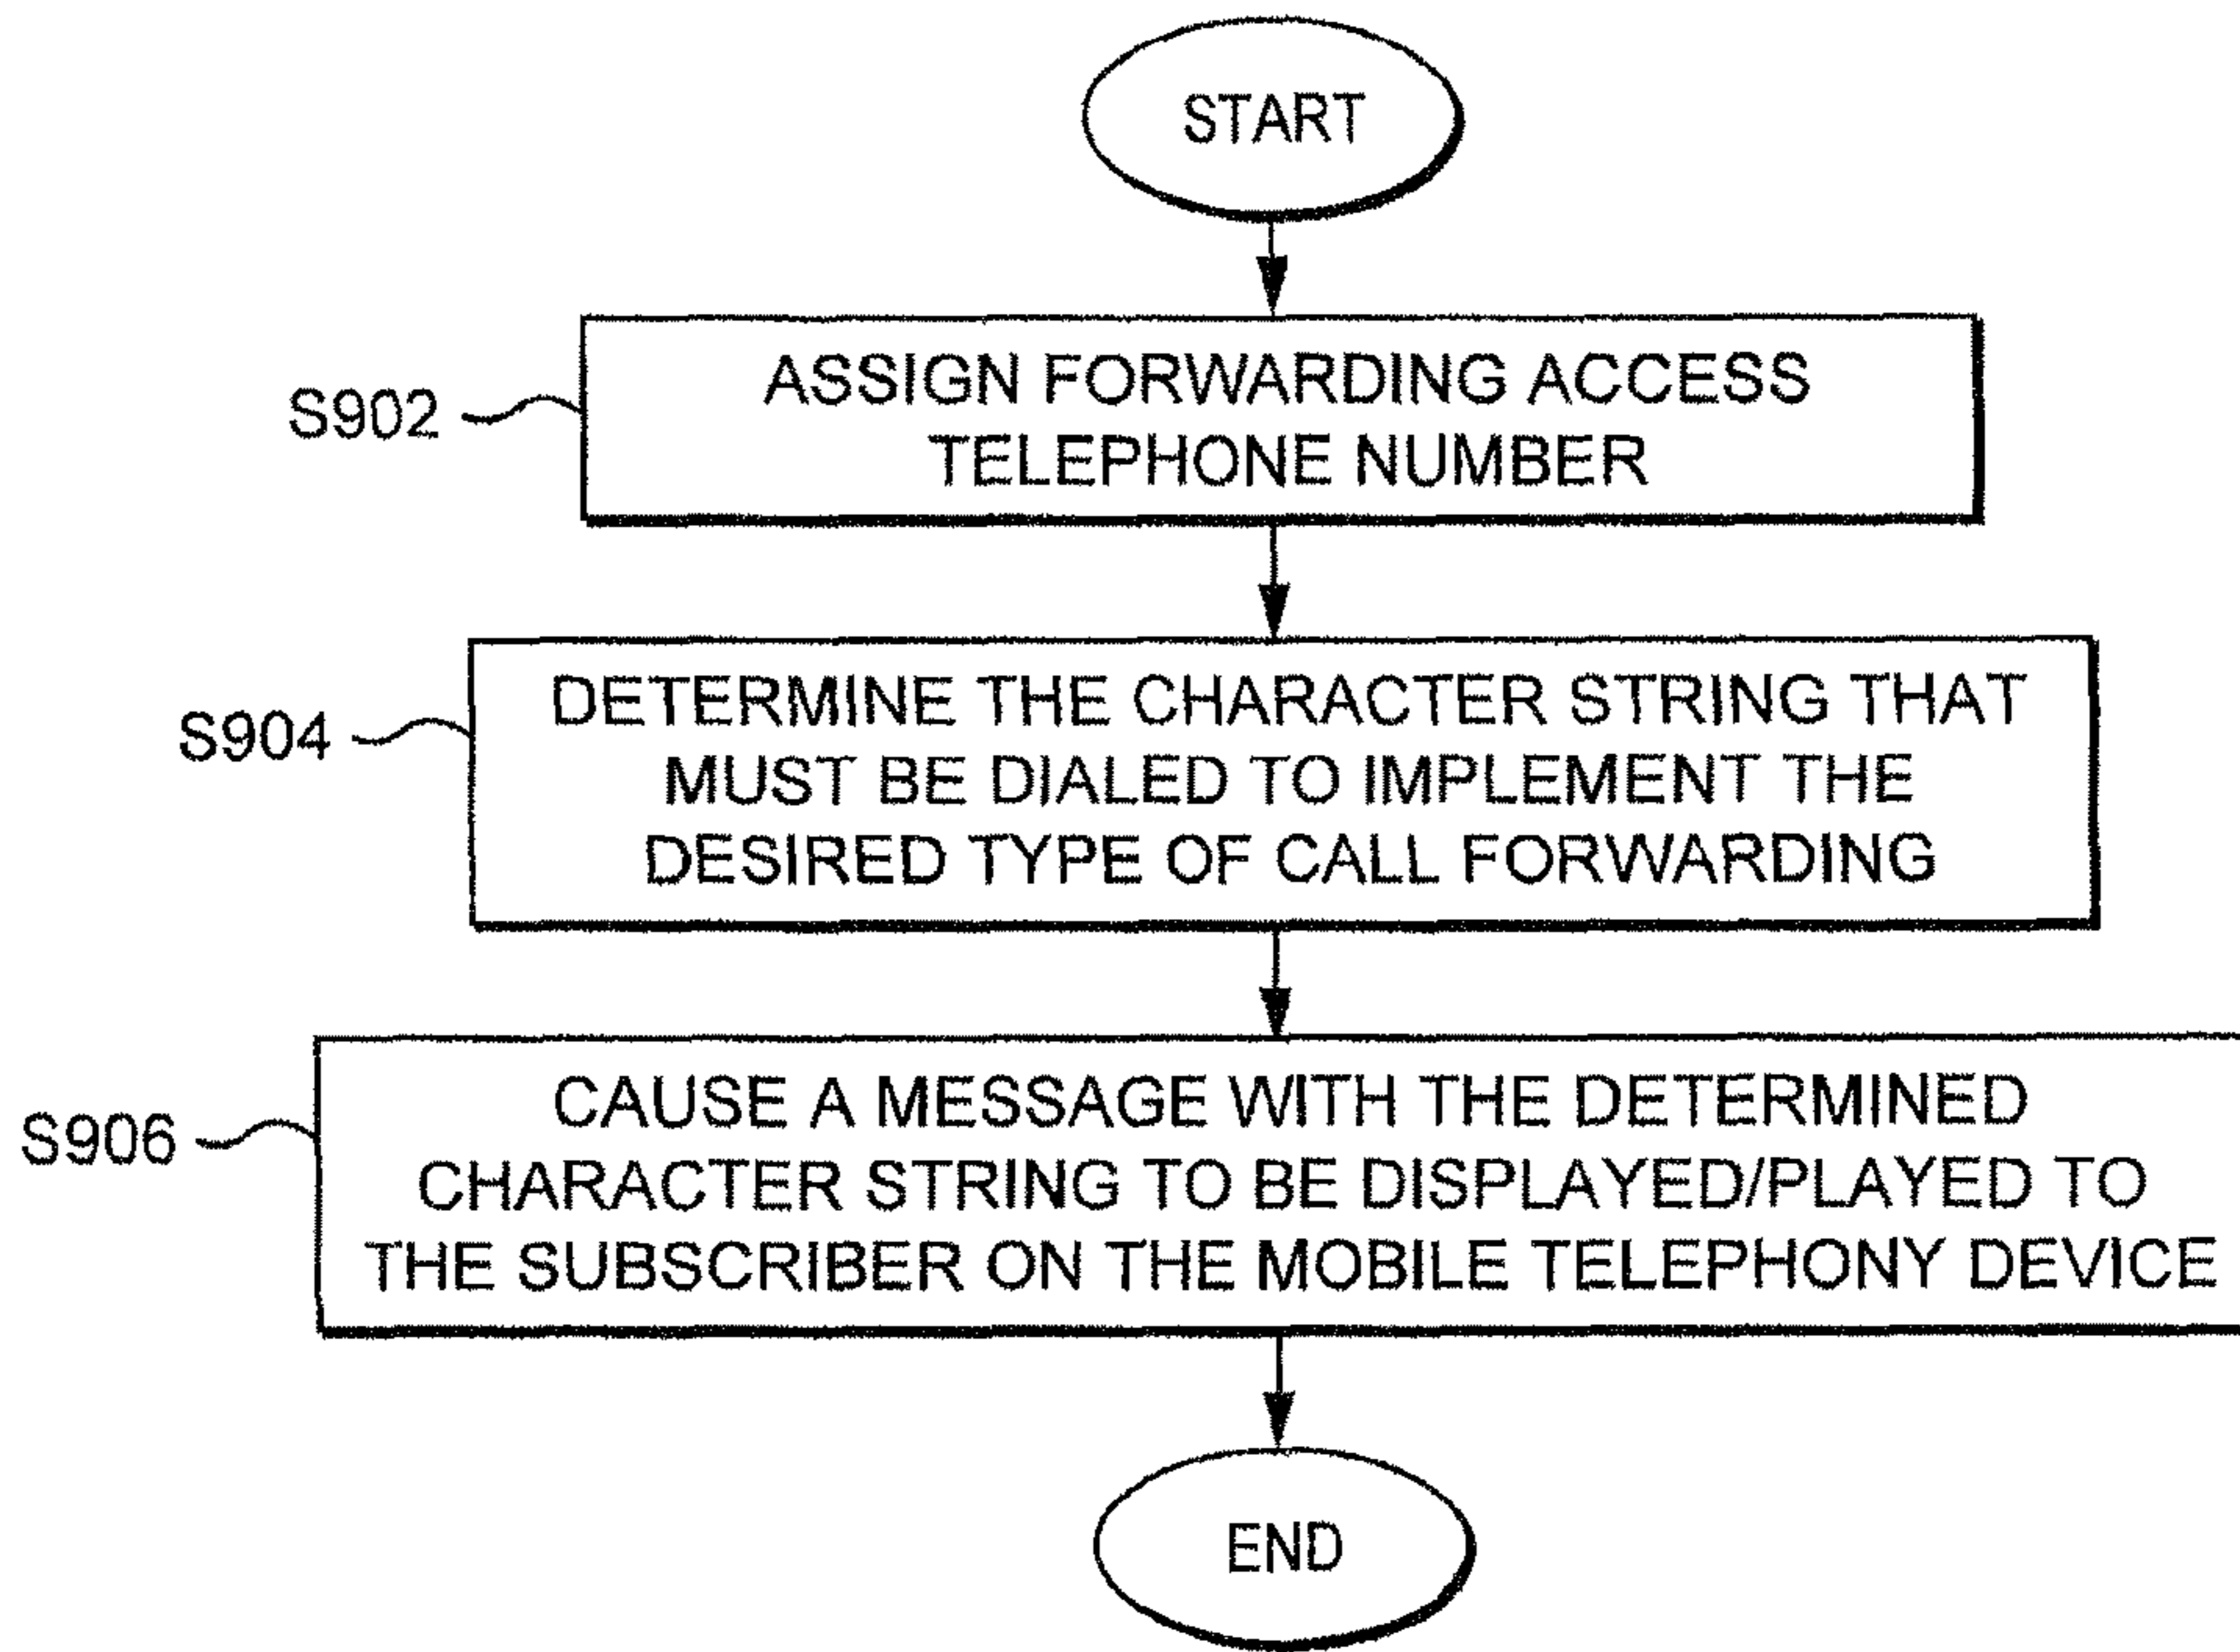 START
S902
ASSIGN FORWARDING ACCESS
TELEPHONE NUMBER
S904
DETERMINE THE CHARACTER STRING THAT
MUST BE DIALED TO IMPLEMENT THE
DESIRED TYPE OF CALL FORWARDING
S906
CAUSE A MESSAGE WITH THE DETERMINED
CHARACTER STRING TO BE DISPLAYED/PLAYED TO
THE SUBSCRIBER ON THE MOBILE TELEPHONY DEVICE
END